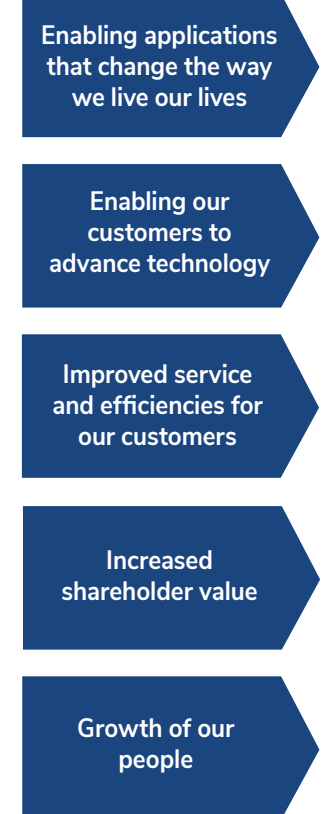 Enabling applications
that change the way
we live our lives
Enabling our
customers to
advance technology
Improved service
and efficiencies for
our customers
Increased
shareholder value
Growth of our
people